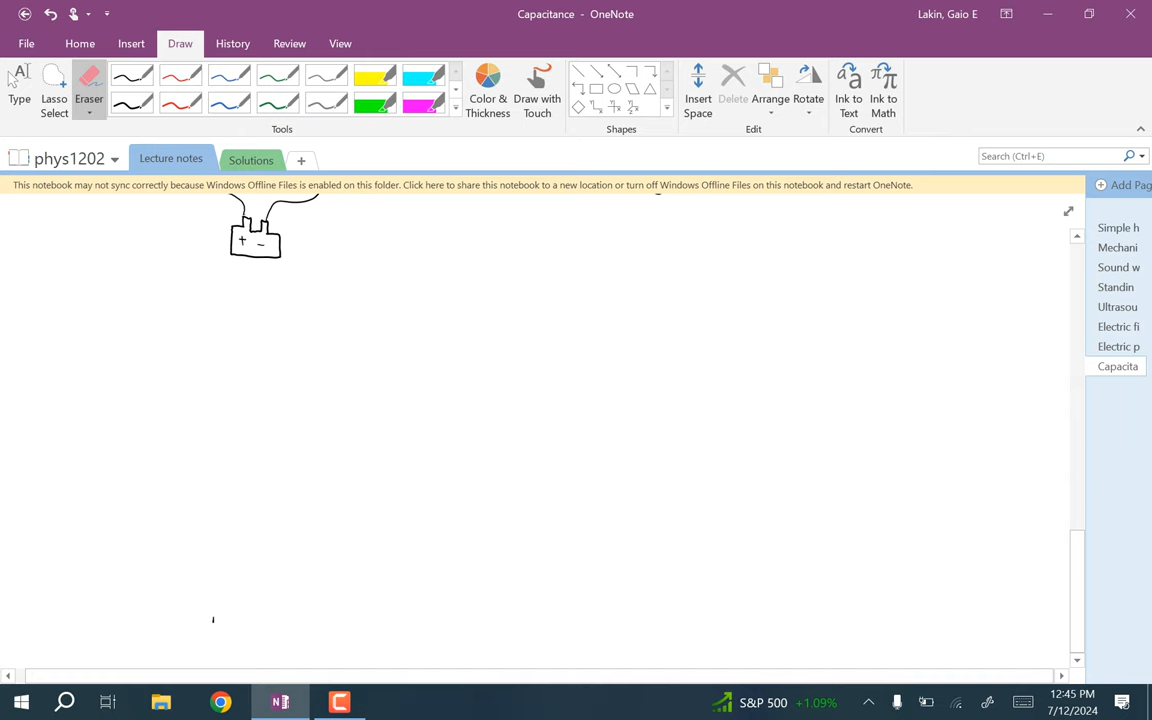 Capacitance - OneNote
Lakin, Gaio E
File Home Insert Draw History Review View
Type
Lasso Select
Eraser
Color & Thickness
Draw with Touch
Insert Space
Delete
Arrange
Rotate
Ink to Text
Ink to Math
Tools
Shapes
Edit
Convert
phys1202
Lecture notes
Solutions
Search (Ctrl+E)
This notebook may not sync correctly because Windows Offline Files is enabled on this folder. Click here to share this notebook to a new location or turn off Windows Offline Files on this notebook and restart OneNote.
Add Pag
Simple h
Mechani
Sound w
Standin
Ultrasou
Electric fi
Electric p
Capacita
+ -
S&P 500 +1.09%
12:45 PM
7/12/2024